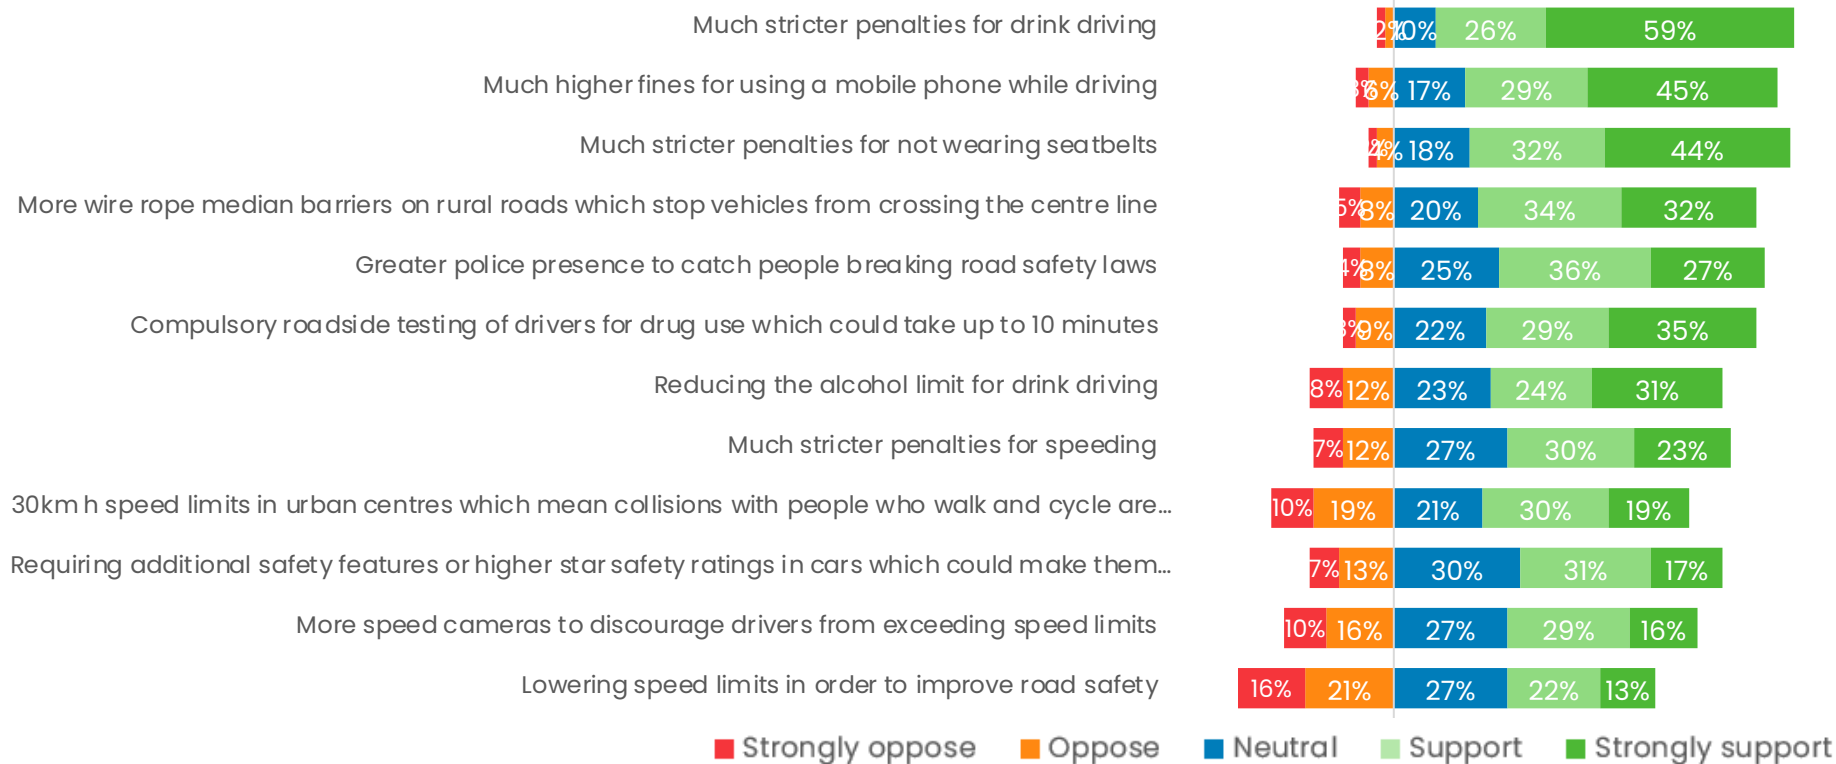 Much stricter penalties for drink driving 2% 10% 26% 59%
Much higher fines for using a mobile phone while driving 3% 6% 17% 29% 45%
Much stricter penalties for not wearing seatbelts 4% 18% 32% 44%
More wire rope median barriers on rural roads which stop vehicles from crossing the centre line 5% 8% 20% 34% 32%
Greater police presence to catch people breaking road safety laws 4% 8% 25% 36% 27%
Compulsory roadside testing of drivers for drug use which could take up to 10 minutes 3% 9% 22% 29% 35%
Reducing the alcohol limit for drink driving 8% 12% 23% 24% 31%
Much stricter penalties for speeding 7% 12% 27% 30% 23%
30km h speed limits in urban centres which mean collisions with people who walk and cycle are... 10% 19% 21% 30% 19%
Requiring additional safety features or higher star safety ratings in cars which could make them... 7% 13% 30% 31% 17%
More speed cameras to discourage drivers from exceeding speed limits 10% 16% 27% 29% 16%
Lowering speed limits in order to improve road safety 16% 21% 27% 22% 13%
Strongly oppose Oppose Neutral Support Strongly support